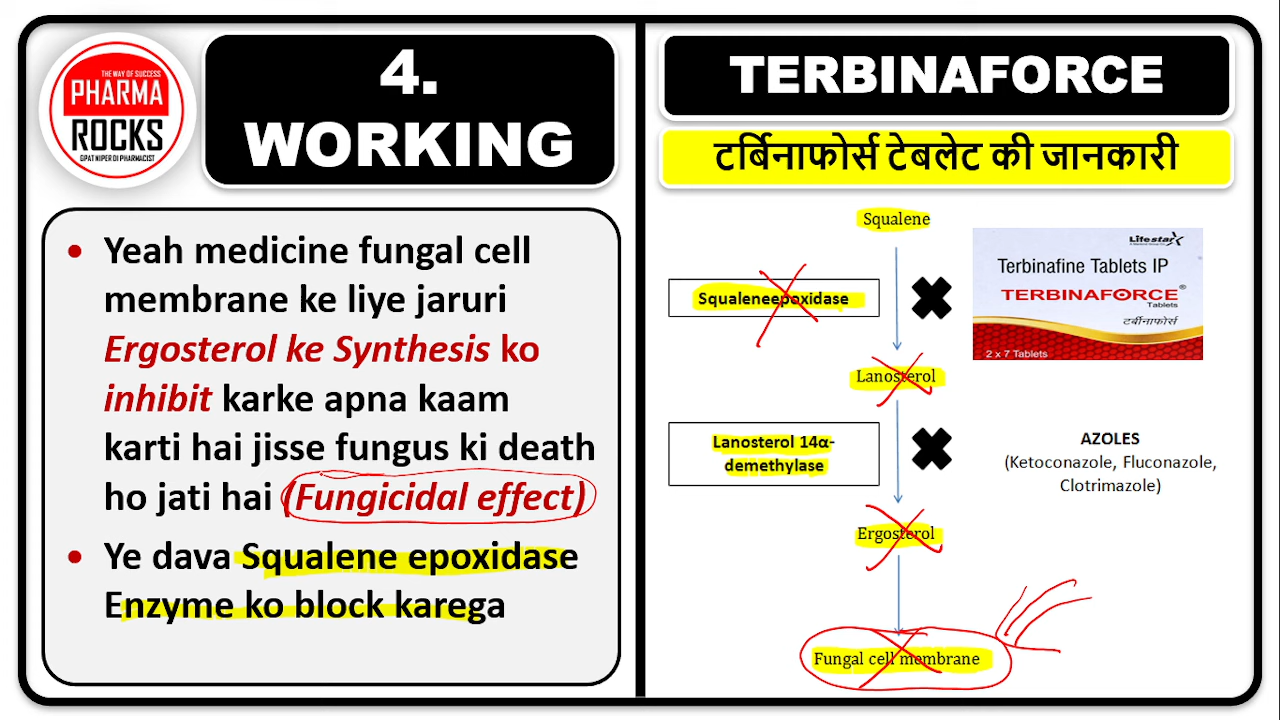 THE WAY OF SUCCESS
PHARMA
ROCKS
GPAT NIPER DI PHARMACIST
4.
WORKING
• Yeah medicine fungal cell
membrane ke liye jaruri
Ergosterol ke Synthesis ko
inhibit karke apna kaam
karti hai jisse fungus ki death
ho jati hai (Fungicidal effect)
• Ye dava Squalene epoxidase
Enzyme ko block karega
TERBINAFORCE
टर्बिनाफोर्स टेबलेट की जानकारी
Squalene
Squaleneepoxidase
Lifestar
Terbinafine Tablets IP
TERBINAFORCE®
Tablets
टर्बीनाफोर्स
2 x 7 Tablets
Lanosterol
Lanosterol 14α-
demethylase
AZOLES
(Ketoconazole, Fluconazole,
Clotrimazole)
Ergosterol
Fungal cell membrane